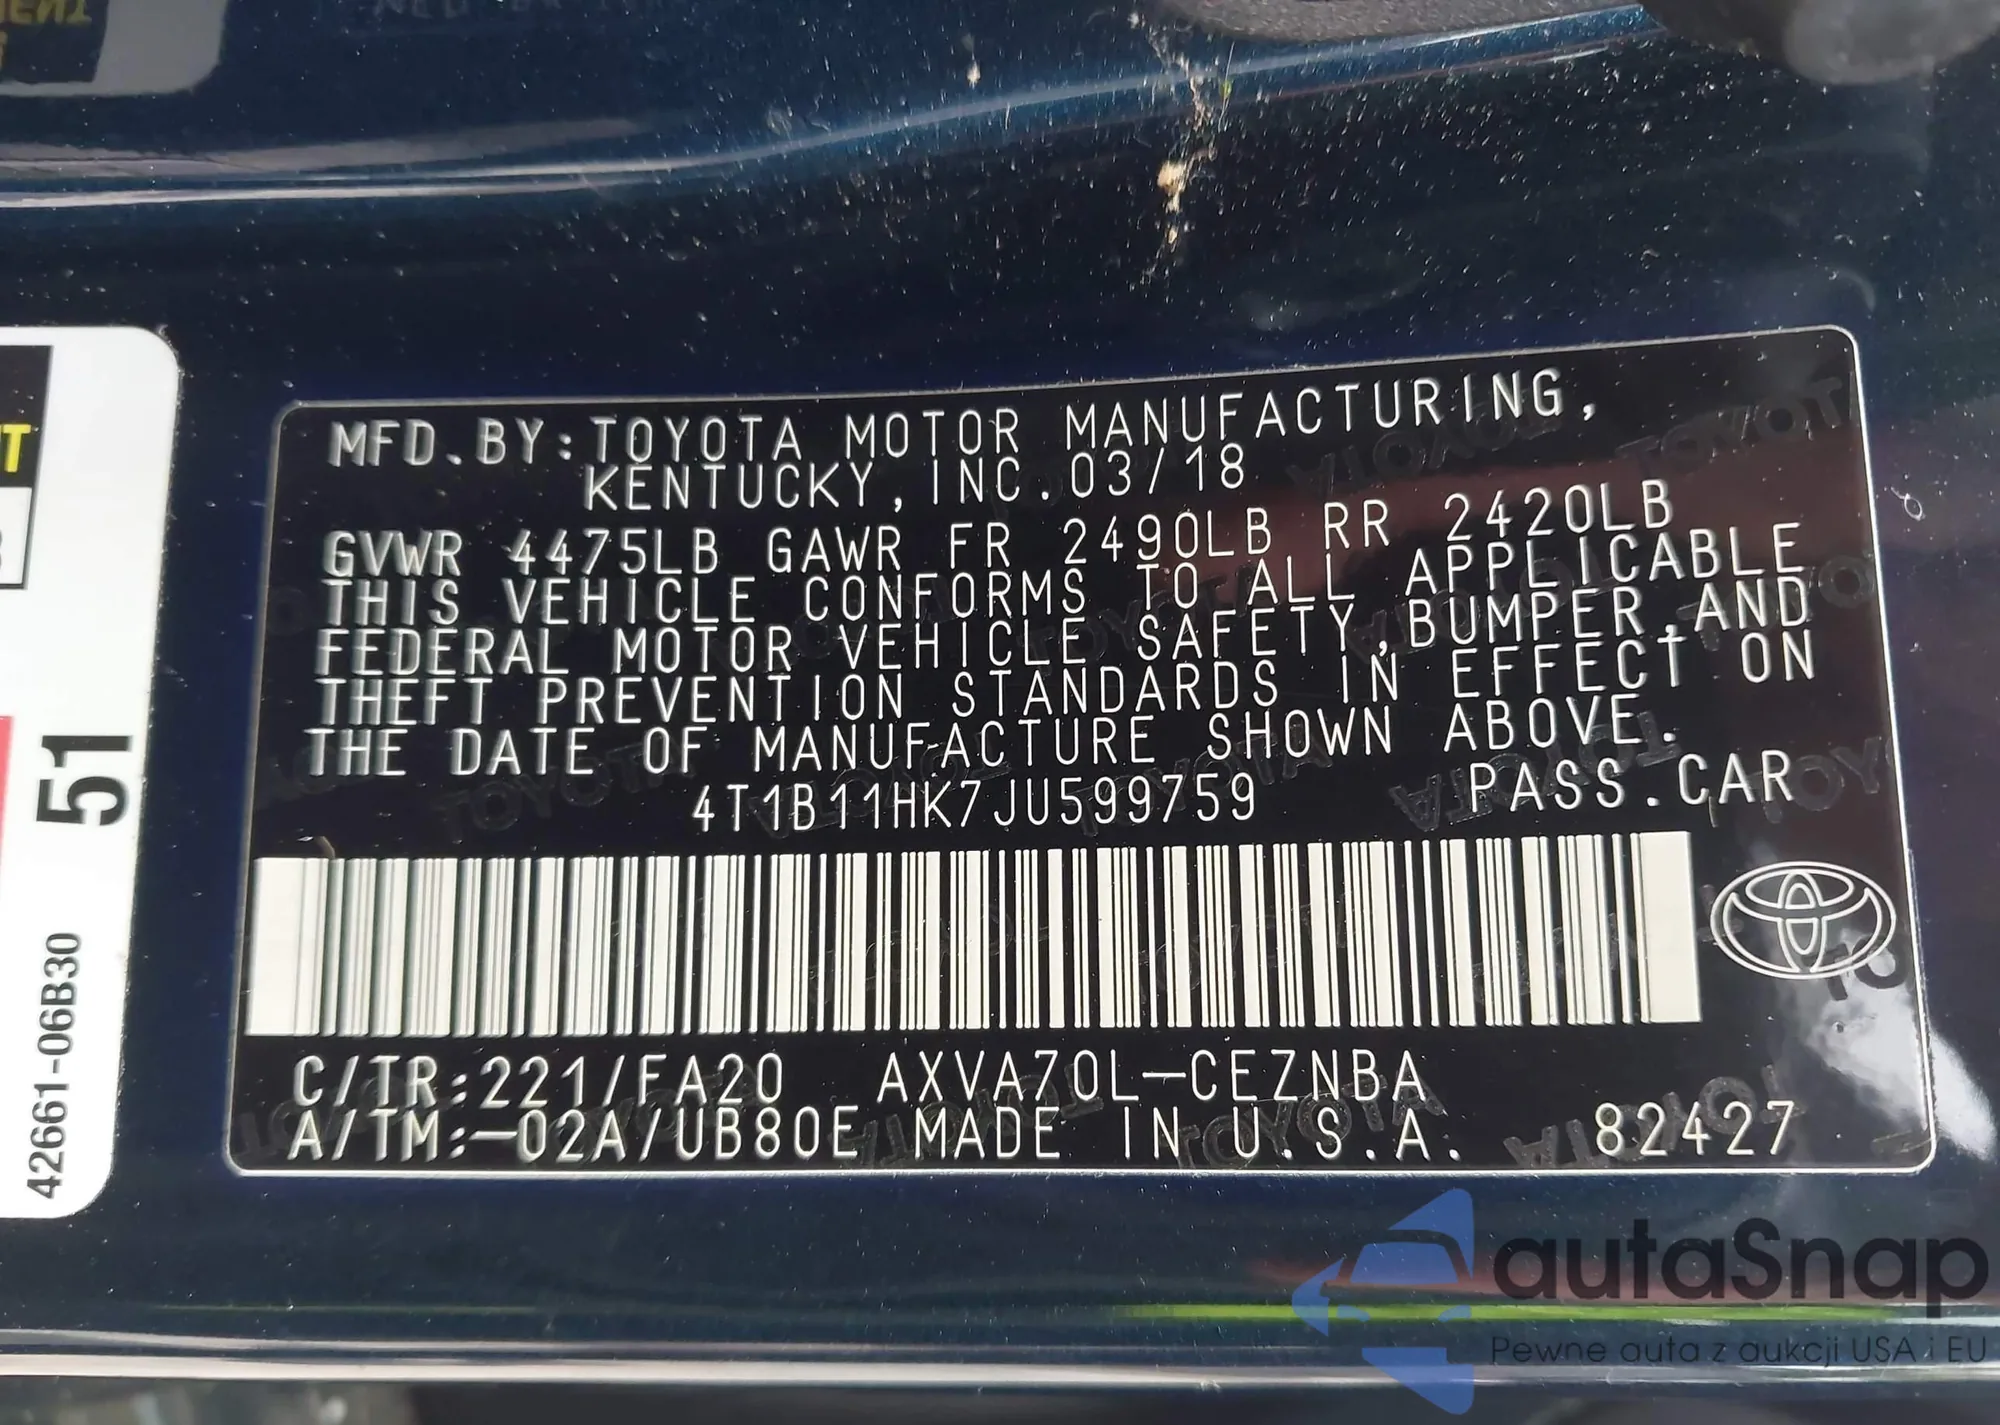 MFD.BY:TOYOTA MOTOR MANUFACTURING,
KENTUCKY,INC.03/18
GVWR 4475LB GAWR FR 2490LB RR 2420LB
THIS VEHICLE CONFORMS TO ALL APPLICABLE
FEDERAL MOTOR VEHICLE SAFETY,BUMPER,AND
THEFT PREVENTION STANDARDS IN EFFECT ON
THE DATE OF MANUFACTURE SHOWN ABOVE.
4T1B11HK7JU599759 PASS.CAR
C/TR:221/FA20 AXVA70L-CEZNBA
A/TM:-02A/UB80E MADE IN U.S.A. 82427
51
42661-06B30
autaSnap
Pewne auta z aukcji USA i EU